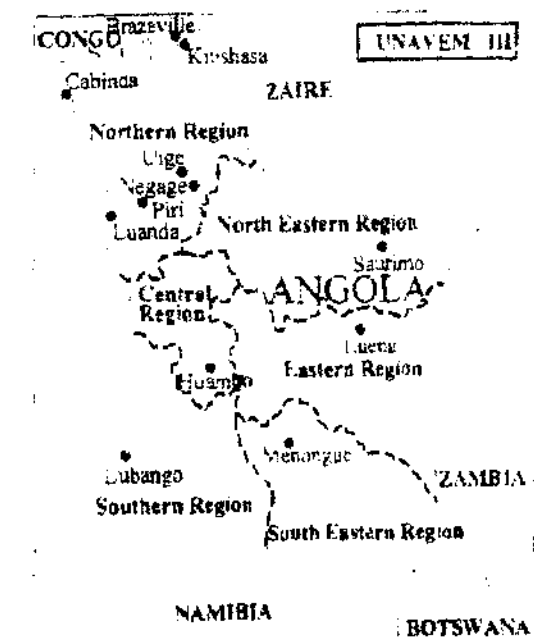 Brazaville
CONGO
UNAVEM III
Kinshasa
Cabinda
ZAIRE
Northern Region
Uige
Negage
Piri
Luanda
North Eastern Region
Saurimo
ANGOLA
Central
Region
Luena
Eastern Region
Huambo
Menongue
Lubango
ZAMBIA
Southern Region
South Eastern Region
NAMIBIA
BOTSWANA